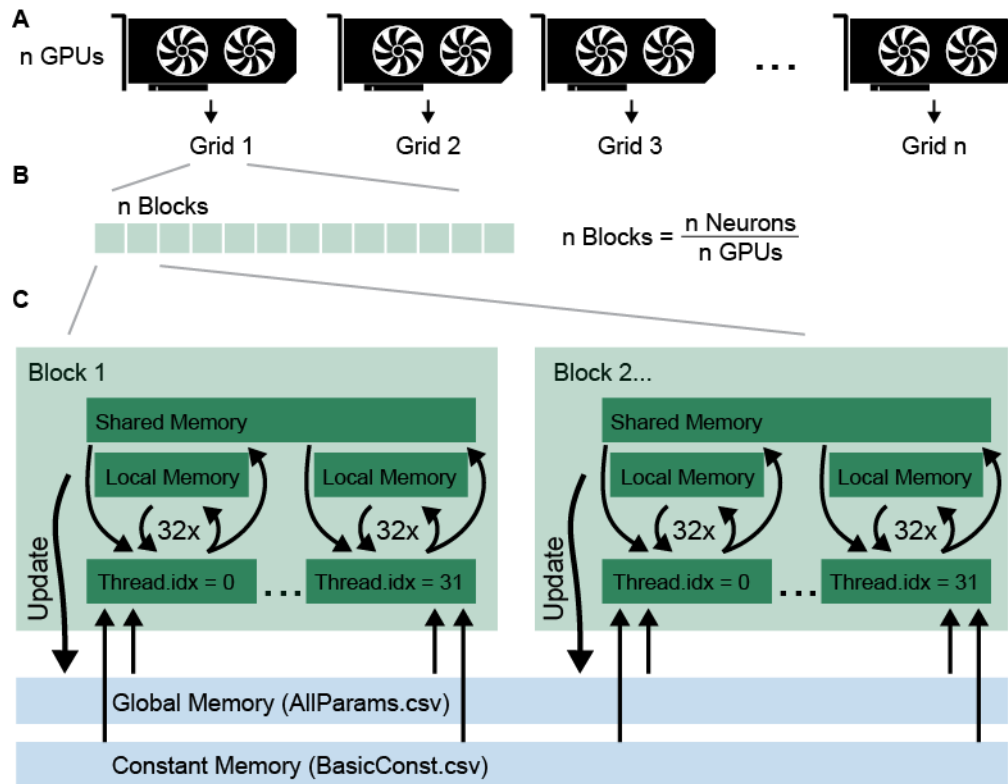 A
n GPUs
...
Grid 1
Grid 2
Grid 3
Grid n
B
n Blocks
n Blocks = n Neurons
n GPUs
C
Block 1
Shared Memory
Local Memory
Local Memory
32x
32x
Update
Thread.idx = 0
...
Thread.idx = 31
Block 2...
Shared Memory
Local Memory
Local Memory
32x
32x
Update
Thread.idx = 0
...
Thread.idx = 31
Global Memory (AllParams.csv)
Constant Memory (BasicConst.csv)